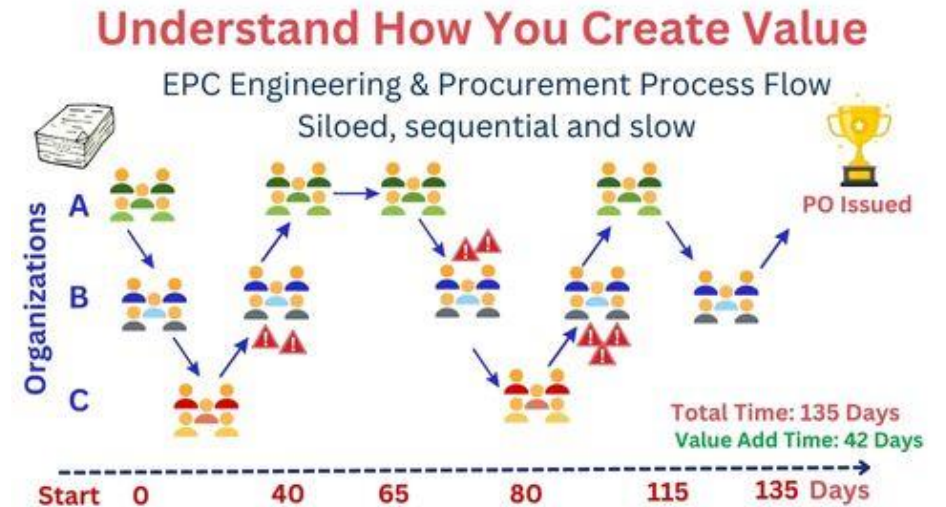 Understand How You Create Value
EPC Engineering & Procurement Process Flow
Siloed, sequential and slow
Organizations
A
B
C
PO Issued
Total Time: 135 Days
Value Add Time: 42 Days
Start 0 40 65 80 115 135 Days